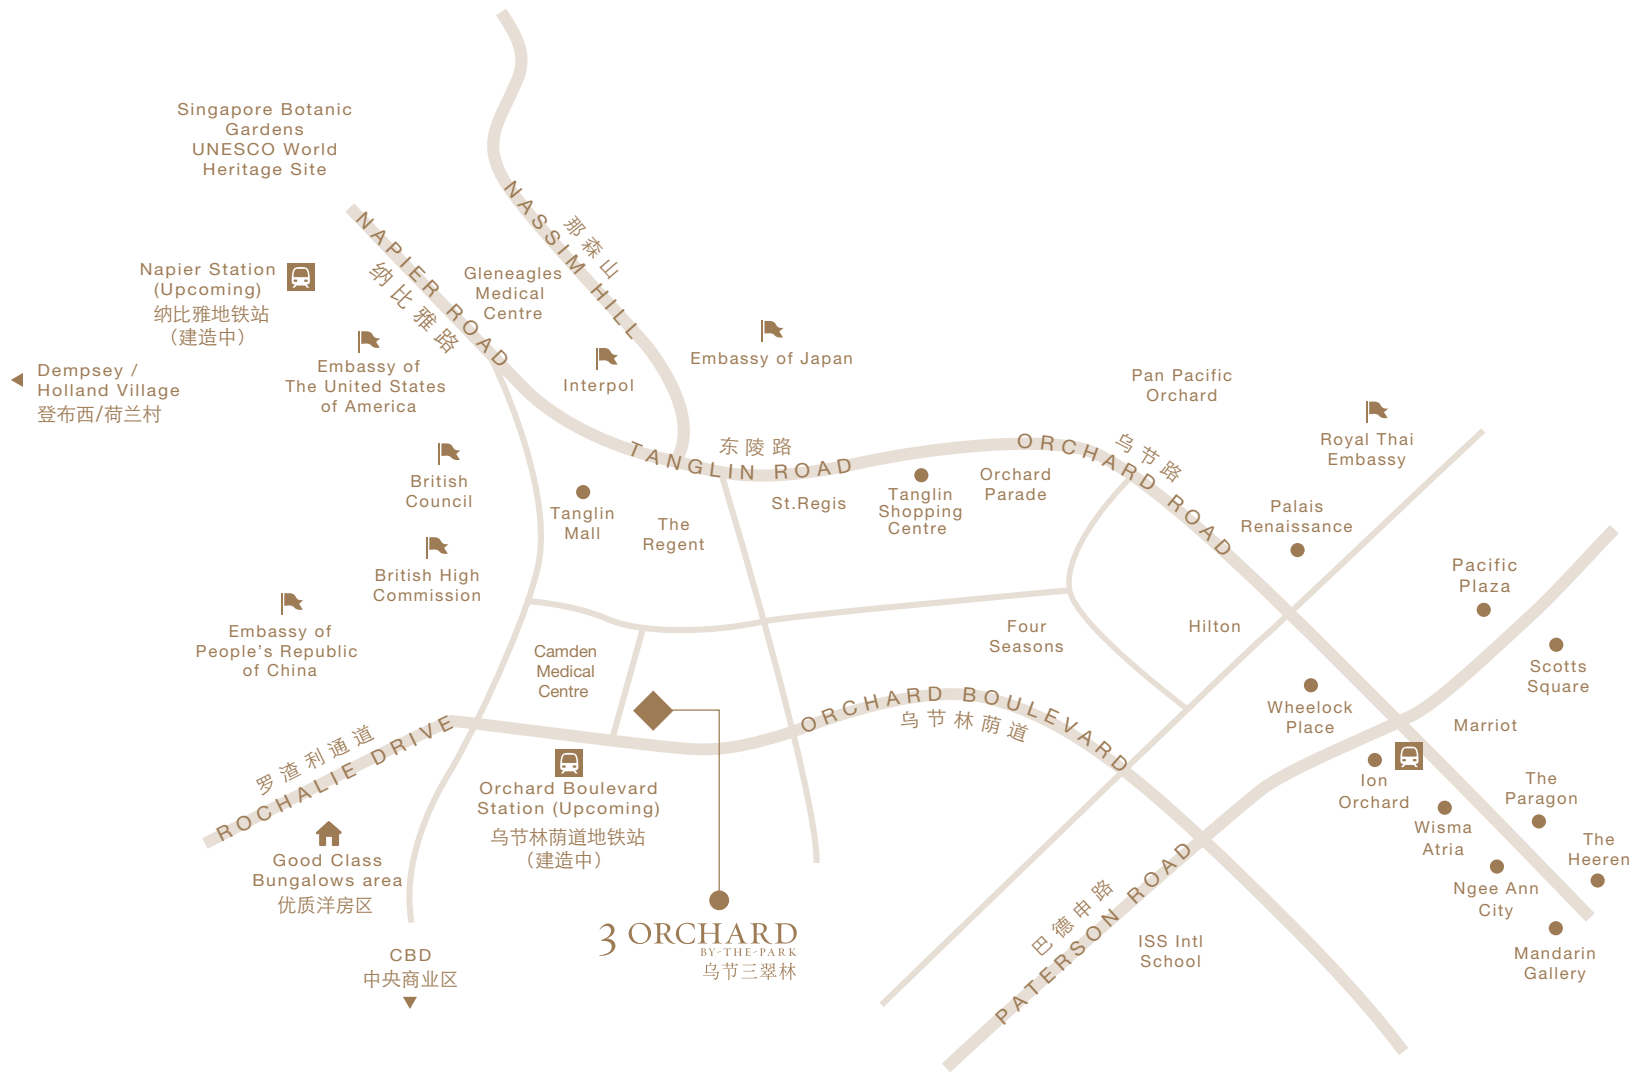 Singapore Botanic
Gardens
UNESCO World
Heritage Site
NASSIM HILL
那森山
NAPIER ROAD
纳比雅路
Napier Station
(Upcoming)
纳比雅地铁站
（建造中）
Gleneagles
Medical
Centre
Embassy of
The United States
of America
Dempsey /
Holland Village
登布西/荷兰村
Interpol
Embassy of Japan
Pan Pacific
Orchard
Royal Thai
Embassy
TANGLIN ROAD
东陵路
ORCHARD ROAD
乌节路
British
Council
Tanglin
Mall
The
Regent
St.Regis
Tanglin
Shopping
Centre
Orchard
Parade
Palais
Renaissance
Pacific
Plaza
British High
Commission
Embassy of
People's Republic
of China
Camden
Medical
Centre
Four
Seasons
Hilton
Scotts
Square
Wheelock
Place
Marriot
ORCHARD BOULEVARD
乌节林荫道
罗渣利通道
ROCHALIE DRIVE
Orchard Boulevard
Station (Upcoming)
乌节林荫道地铁站
（建造中）
Ion
Orchard
The
Paragon
Wisma
Atria
The
Heeren
Ngee Ann
City
Mandarin
Gallery
Good Class
Bungalows area
优质洋房区
巴德申路
PATERSON ROAD
ISS Intl
School
CBD
中央商业区
3 ORCHARD
BY-THE-PARK
乌节三翠林